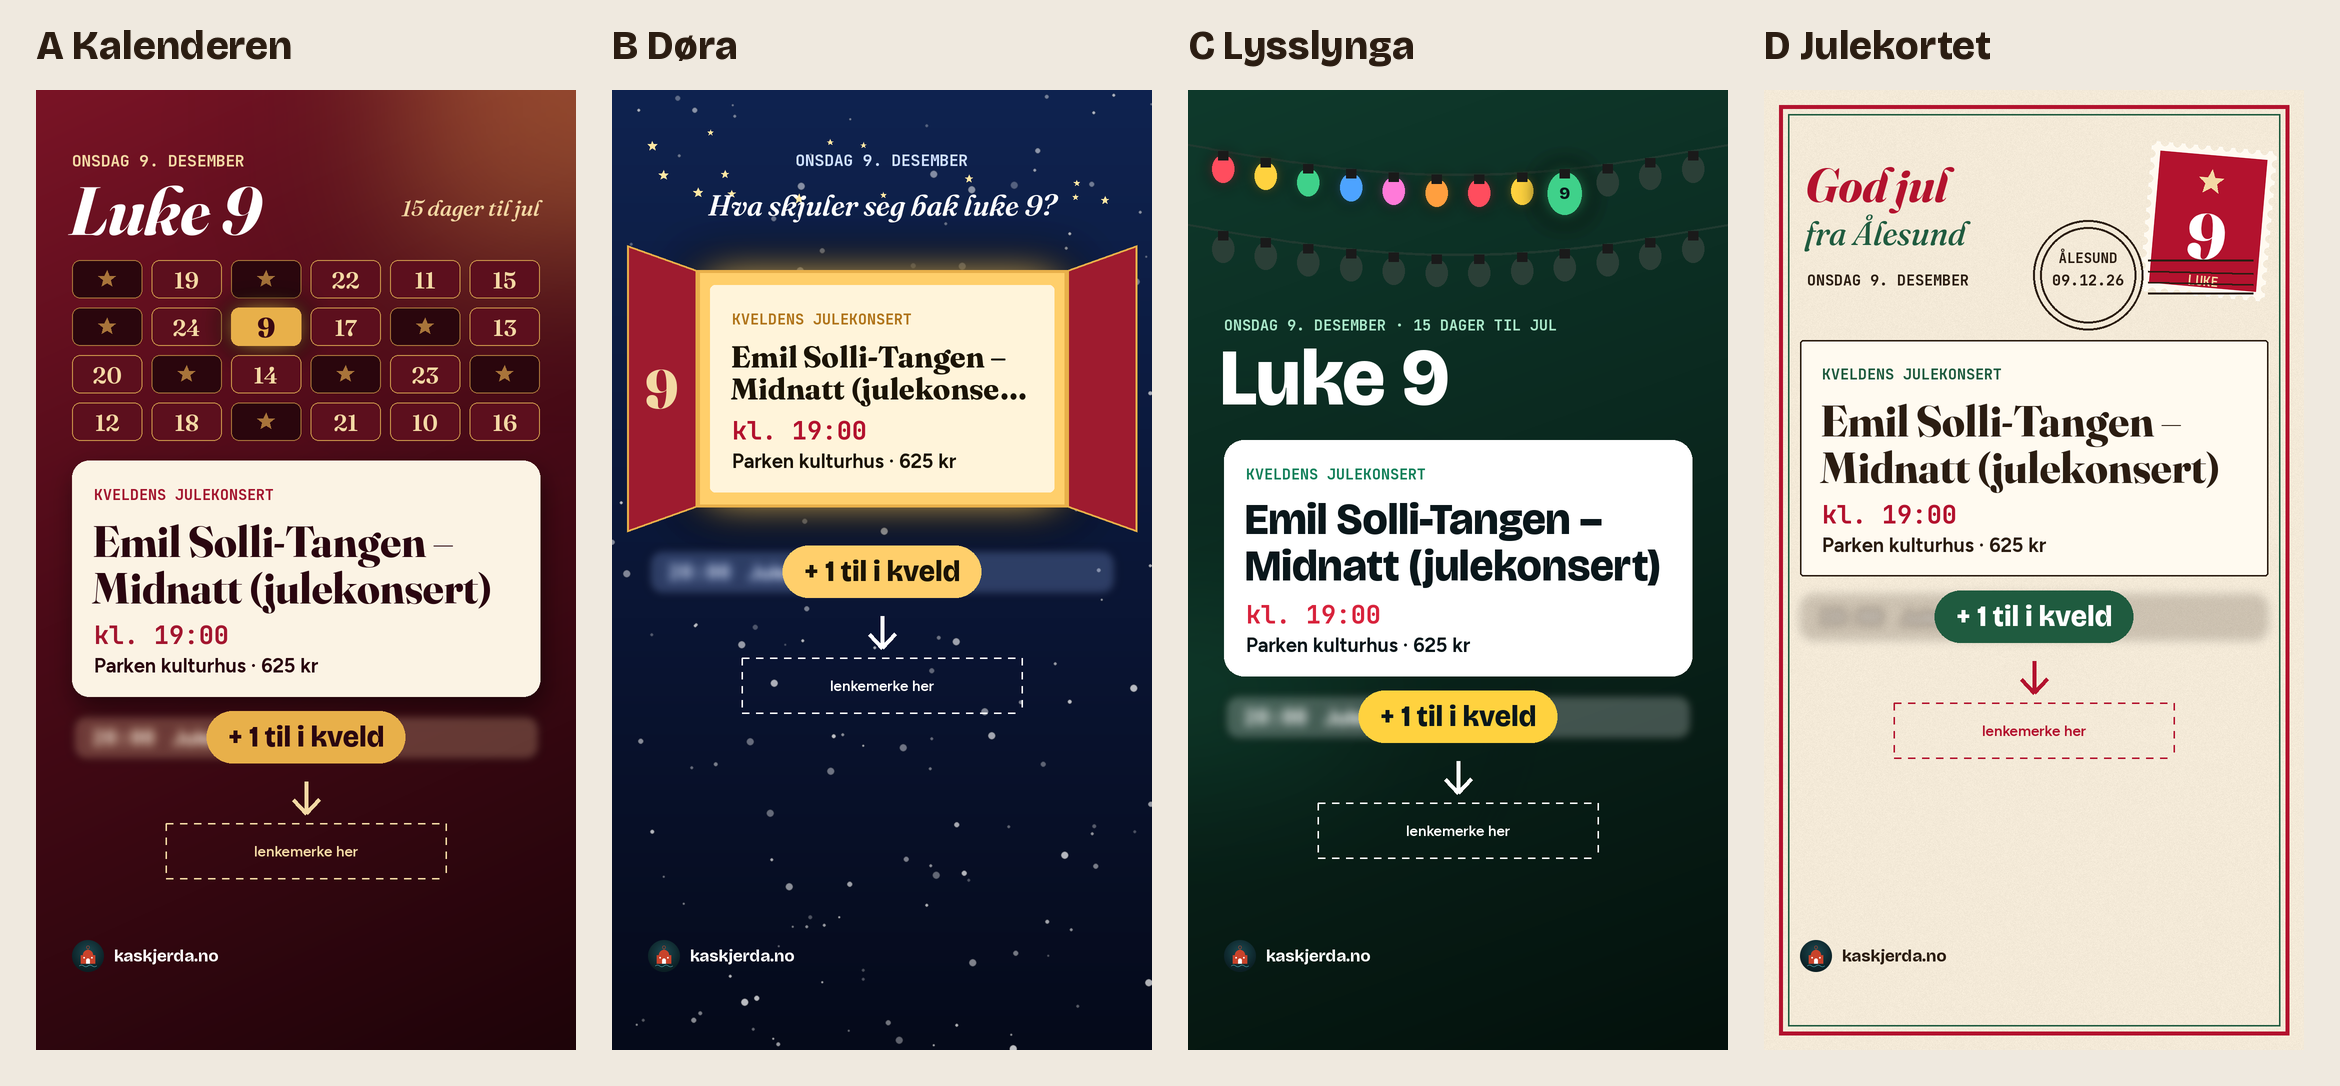 A Kalenderen
ONSDAG 9. DESEMBER
Luke 9
15 dager til jul
19 22 11 15
24 9 17 13
20 14 23
12 18 21 10 16
KVELDENS JULEKONSERT
Emil Solli-Tangen –
Midnatt (julekonsert)
kl. 19:00
Parken kulturhus · 625 kr
+ 1 til i kveld
lenkemerke her
kaskjerda.no
B Døra
ONSDAG 9. DESEMBER
Hva skjuler seg bak luke 9?
9
KVELDENS JULEKONSERT
Emil Solli-Tangen –
Midnatt (julekonse...
kl. 19:00
Parken kulturhus · 625 kr
+ 1 til i kveld
lenkemerke her
kaskjerda.no
C Lysslynga
9
ONSDAG 9. DESEMBER · 15 DAGER TIL JUL
Luke 9
KVELDENS JULEKONSERT
Emil Solli-Tangen –
Midnatt (julekonsert)
kl. 19:00
Parken kulturhus · 625 kr
+ 1 til i kveld
lenkemerke her
kaskjerda.no
D Julekortet
God jul
fra Ålesund
ONSDAG 9. DESEMBER
ÅLESUND
09.12.26
9
LUKE
KVELDENS JULEKONSERT
Emil Solli-Tangen –
Midnatt (julekonsert)
kl. 19:00
Parken kulturhus · 625 kr
+ 1 til i kveld
lenkemerke her
kaskjerda.no